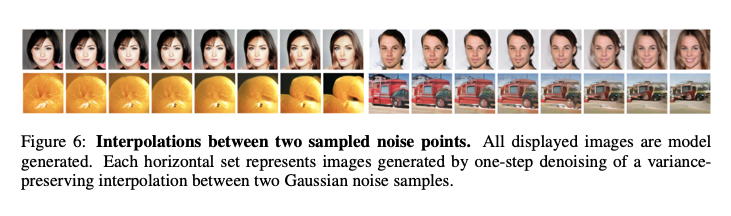 Figure 6: Interpolations between two sampled noise points. All displayed images are model
generated. Each horizontal set represents images generated by one-step denoising of a variance-
preserving interpolation between two Gaussian noise samples.